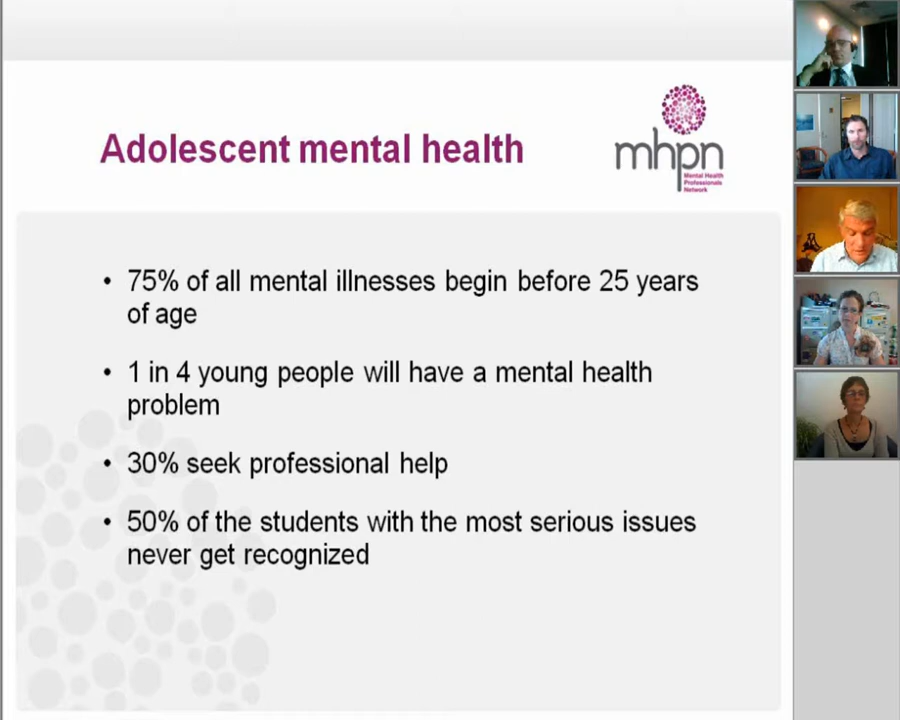 Adolescent mental health
mhpn
Mental Health
Professionals
Network
• 75% of all mental illnesses begin before 25 years
of age
• 1 in 4 young people will have a mental health
problem
• 30% seek professional help
• 50% of the students with the most serious issues
never get recognized